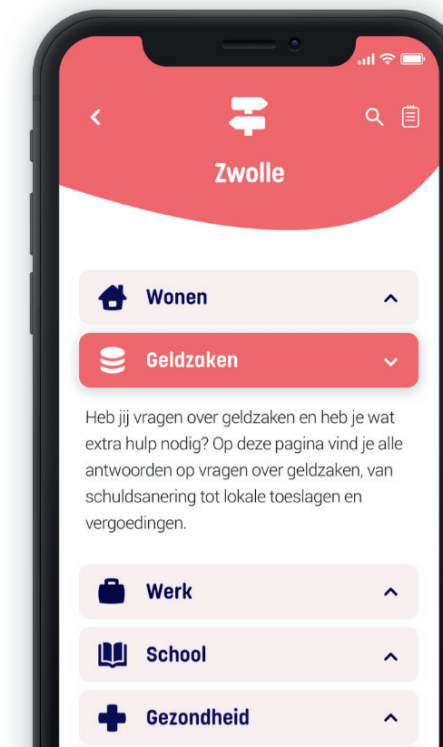 Zwolle
Wonen
Geldzaken
Heb jij vragen over geldzaken en heb je wat
extra hulp nodig? Op deze pagina vind je alle
antwoorden op vragen over geldzaken, van
schuldsanering tot lokale toeslagen en
vergoedingen.
Werk
School
Gezondheid